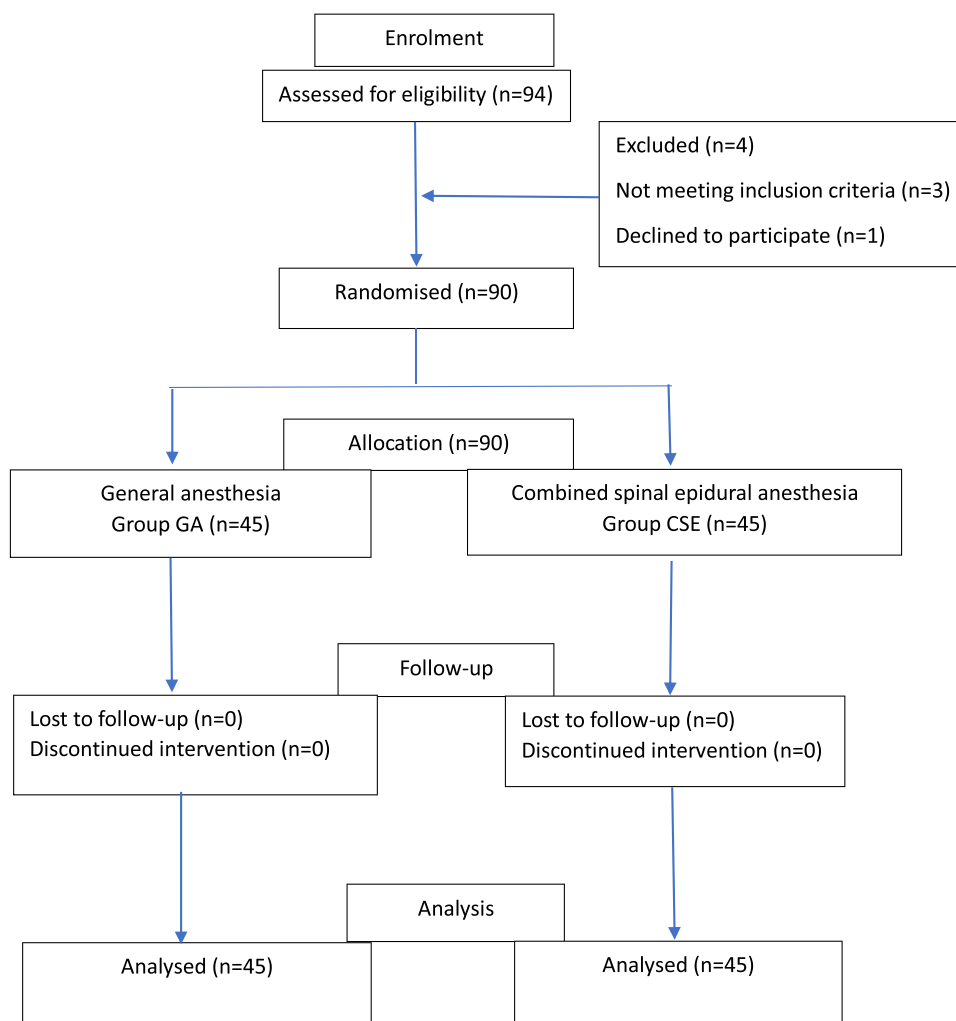 Enrolment
Assessed for eligibility (n=94)
Excluded (n=4)
Not meeting inclusion criteria (n=3)
Declined to participate (n=1)
Randomised (n=90)
Allocation (n=90)
General anesthesia
Group GA (n=45)
Combined spinal epidural anesthesia
Group CSE (n=45)
Follow-up
Lost to follow-up (n=0)
Discontinued intervention (n=0)
Lost to follow-up (n=0)
Discontinued intervention (n=0)
Analysis
Analysed (n=45)
Analysed (n=45)